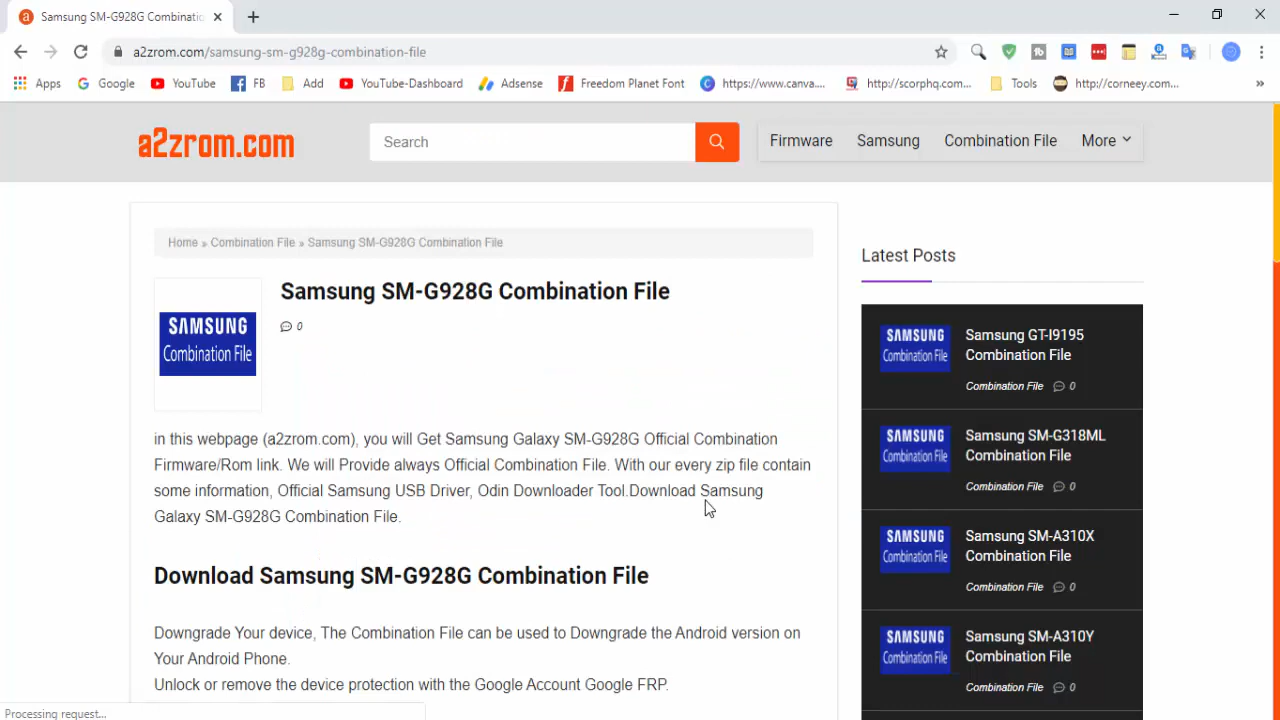 Samsung SM-G928G Combinatio
a2zrom.com/samsung-sm-g928g-combination-file
Apps
Google
YouTube
FB
Add
YouTube-Dashboard
Adsense
Freedom Planet Font
https://www.canva....
http://scorphq.com...
Tools
http://corneey.com...
»
a2zrom.com
Search
Firmware
Samsung
Combination File
More
Home » Combination File » Samsung SM-G928G Combination File
SAMSUNG
Combination File
Samsung SM-G928G Combination File
0
in this webpage (a2zrom.com), you will Get Samsung Galaxy SM-G928G Official Combination
Firmware/Rom link. We will Provide always Official Combination File. With our every zip file contain
some information, Official Samsung USB Driver, Odin Downloader Tool.Download Samsung
Galaxy SM-G928G Combination File.
Download Samsung SM-G928G Combination File
Downgrade Your device, The Combination File can be used to Downgrade the Android version on
Your Android Phone.
Unlock or remove the device protection with the Google Account Google FRP.
Latest Posts
SAMSUNG
Combination File
Samsung GT-I9195
Combination File
Combination File 0
SAMSUNG
Combination File
Samsung SM-G318ML
Combination File
Combination File 0
SAMSUNG
Combination File
Samsung SM-A310X
Combination File
Combination File 0
SAMSUNG
Combination File
Samsung SM-A310Y
Combination File
Combination File 0
Processing request...